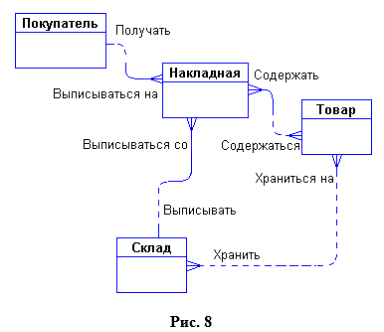 Покупатель
Получать
Накладная
Содержать
Выписываться на
Товар
Выписываться со
Содержаться
Храниться на
Выписывать
Склад
Хранить
Рис. 8